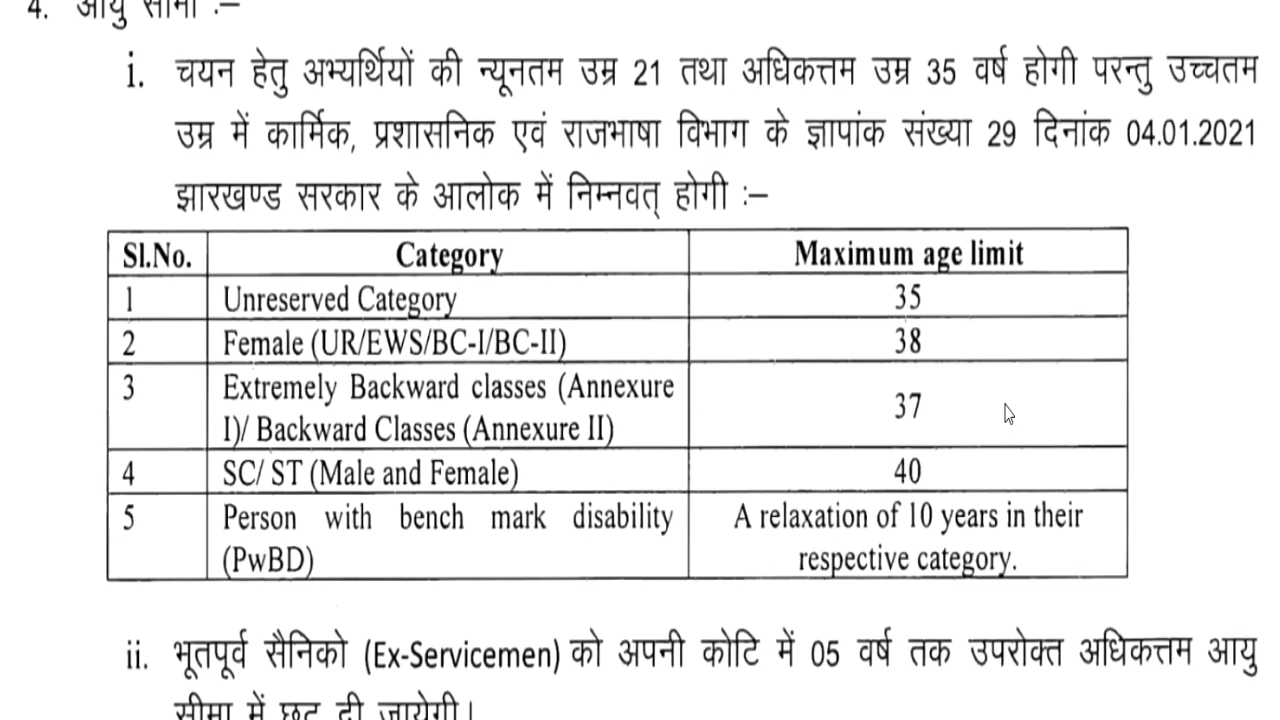 4. आयु सीमा :–
i. चयन हेतु अभ्यर्थियों की न्यूनतम उम्र 21 तथा अधिकत्तम उम्र 35 वर्ष होगी परन्तु उच्चतम
उम्र में कार्मिक, प्रशासनिक एवं राजभाषा विभाग के ज्ञापांक संख्या 29 दिनांक 04.01.2021
झारखण्ड सरकार के आलोक में निम्नवत् होगी :–
Sl.No. Category Maximum age limit
1 Unreserved Category 35
2 Female (UR/EWS/BC-I/BC-II) 38
3 Extremely Backward classes (Annexure
I)/ Backward Classes (Annexure II) 37
4 SC/ ST (Male and Female) 40
5 Person with bench mark disability A relaxation of 10 years in their
(PwBD) respective category.
ii. भूतपूर्व सैनिको (Ex-Servicemen) को अपनी कोटि में 05 वर्ष तक उपरोक्त अधिकत्तम आयु
सीमा में छूट दी जायेगी।